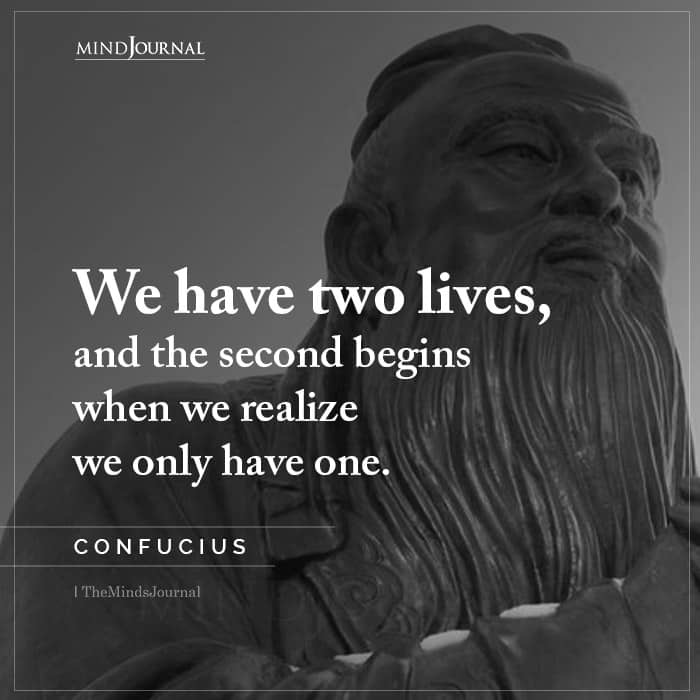 MINDJOURNAL
We have two lives,
and the second begins
when we realize
we only have one.
CONFUCIUS
| TheMindsJournal